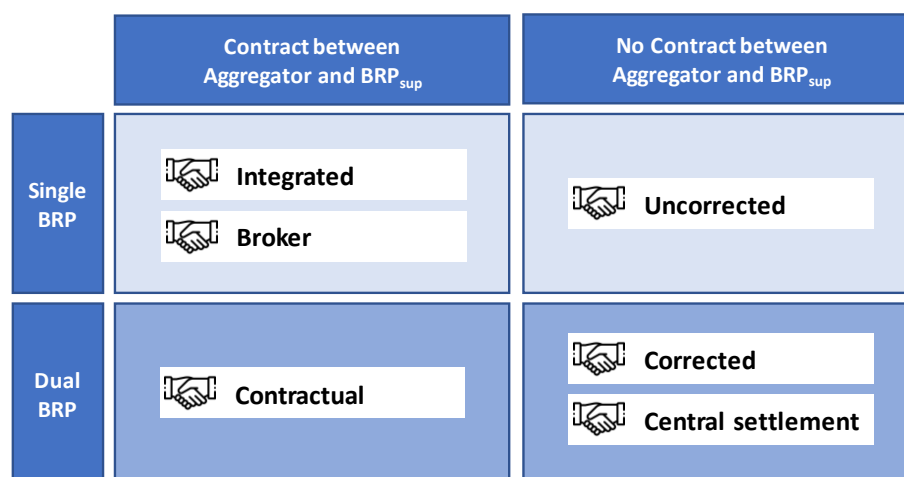 Contract between
Aggregator and BRPsup
No Contract between
Aggregator and BRPsup
Single
BRP
Integrated
Broker
Uncorrected
Dual
BRP
Contractual
Corrected
Central settlement